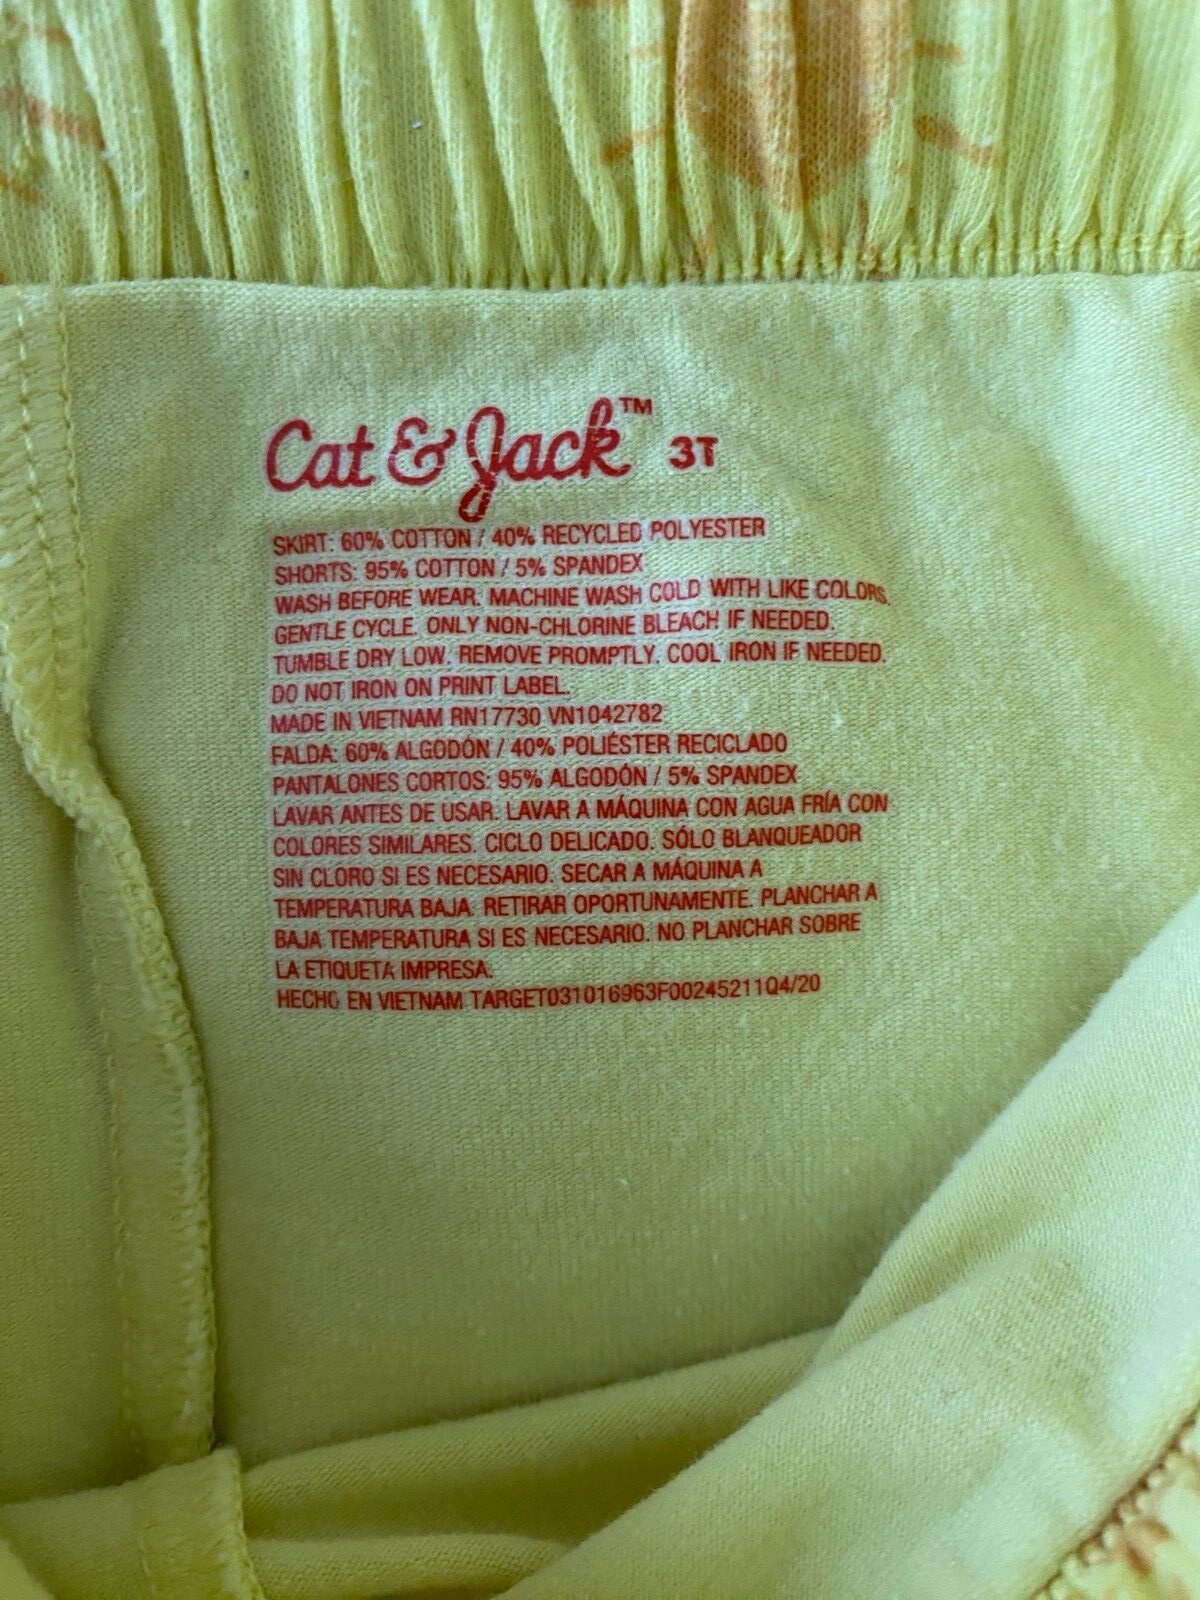 Cat & Jack™ 3T
SKIRT: 60% COTTON / 40% RECYCLED POLYESTER
SHORTS: 95% COTTON / 5% SPANDEX
WASH BEFORE WEAR. MACHINE WASH COLD WITH LIKE COLORS.
GENTLE CYCLE. ONLY NON-CHLORINE BLEACH IF NEEDED.
TUMBLE DRY LOW. REMOVE PROMPTLY. COOL IRON IF NEEDED.
DO NOT IRON ON PRINT LABEL.
MADE IN VIETNAM RN17730 VN1042782
FALDA: 60% ALGODÓN / 40% POLIÉSTER RECICLADO
PANTALONES CORTOS: 95% ALGODÓN / 5% SPANDEX
LAVAR ANTES DE USAR. LAVAR A MÁQUINA CON AGUA FRÍA CON
COLORES SIMILARES. CICLO DELICADO. SÓLO BLANQUEADOR
SIN CLORO SI ES NECESARIO. SECAR A MÁQUINA A
TEMPERATURA BAJA. RETIRAR OPORTUNAMENTE. PLANCHAR A
BAJA TEMPERATURA SI ES NECESARIO. NO PLANCHAR SOBRE
LA ETIQUETA IMPRESA.
HECHO EN VIETNAM TARGET031016963F00245211Q4/20